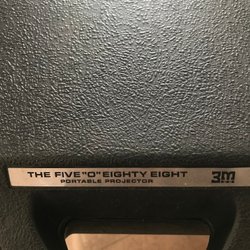 THE FIVE "O" EIGHTY EIGHT
PORTABLE PROJECTOR
3M